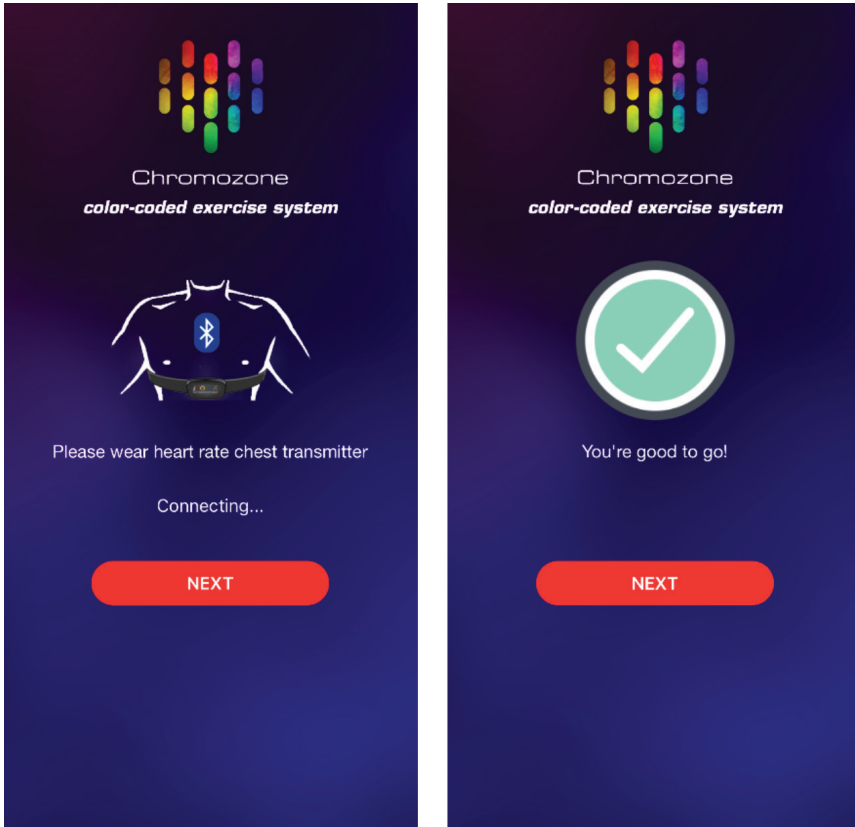 Chromozone
color-coded exercise system
Please wear heart rate chest transmitter
Connecting...
NEXT
Chromozone
color-coded exercise system
You're good to go!
NEXT